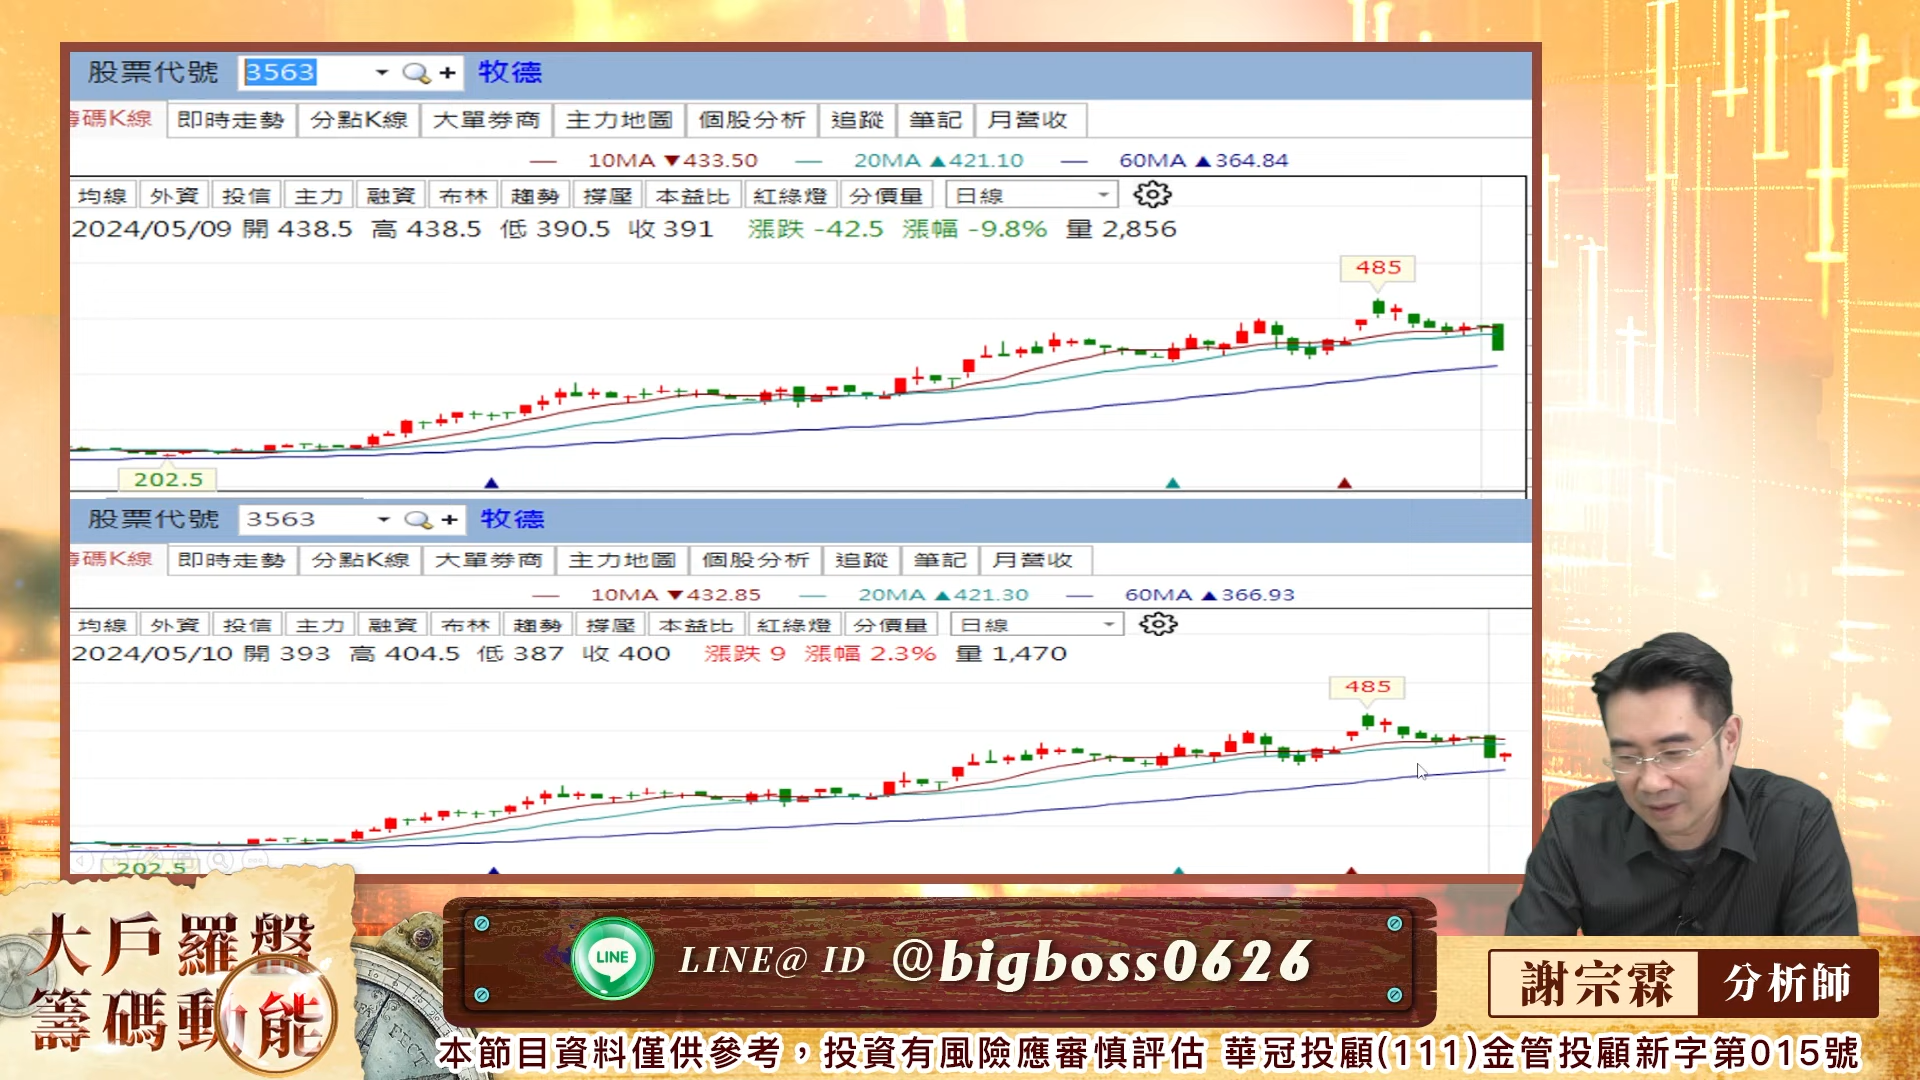 股票代號 3563 牧德
籌碼K線 即時走勢 分點K線 大單券商 主力地圖 個股分析 追蹤 筆記 月營收
10MA ▼433.50 20MA ▲421.10 60MA ▲364.84
均線 外資 投信 主力 融資 布林 趨勢 撐壓 本益比 紅綠燈 分價量 日線
2024/05/09 開 438.5 高 438.5 低 390.5 收 391 漲跌 -42.5 漲幅 -9.8% 量 2,856
485
202.5
股票代號 3563 牧德
籌碼K線 即時走勢 分點K線 大單券商 主力地圖 個股分析 追蹤 筆記 月營收
10MA ▼432.85 20MA ▲421.30 60MA ▲366.93
均線 外資 投信 主力 融資 布林 趨勢 撐壓 本益比 紅綠燈 分價量 日線
2024/05/10 開 393 高 404.5 低 387 收 400 漲跌 9 漲幅 2.3% 量 1,470
485
202.5
大戶羅盤
籌碼動能
LINE LINE@ ID @bigboss0626
謝宗霖 分析師
本節目資料僅供參考，投資有風險應審慎評估 華冠投顧(111)金管投顧新字第015號